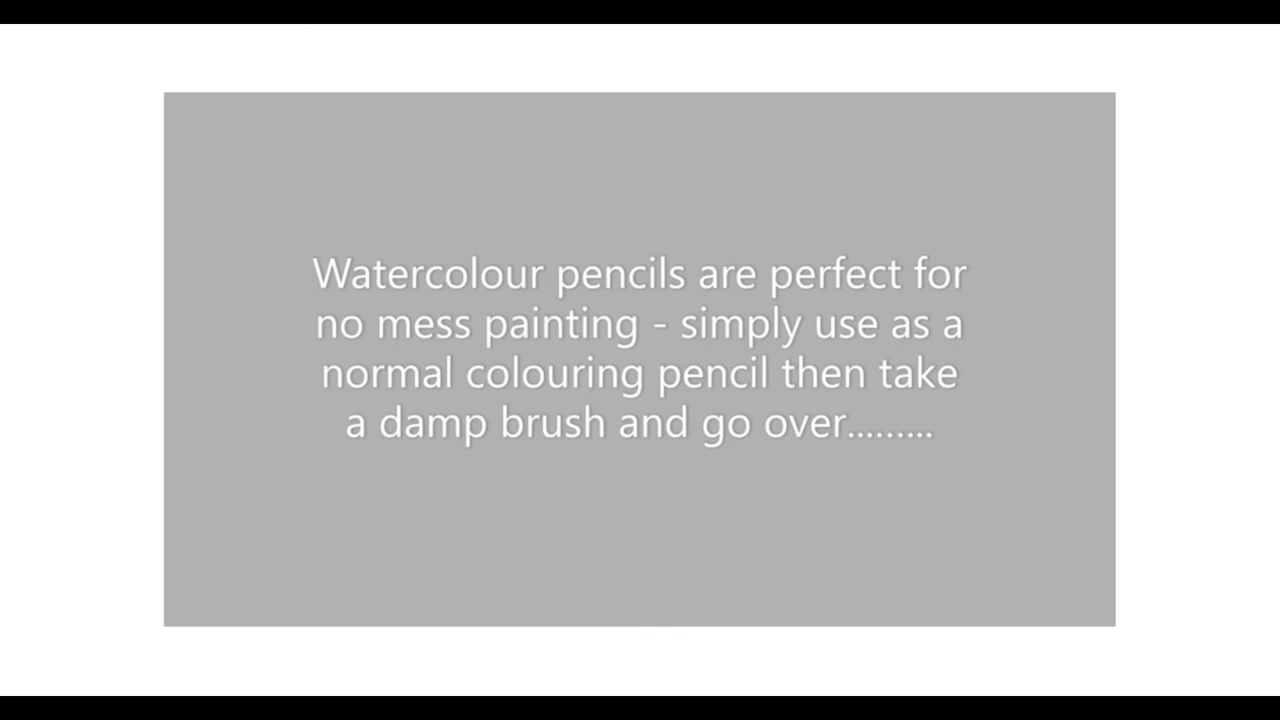 Watercolour pencils are perfect for
no mess painting - simply use as a
normal colouring pencil then take
a damp brush and go over.........